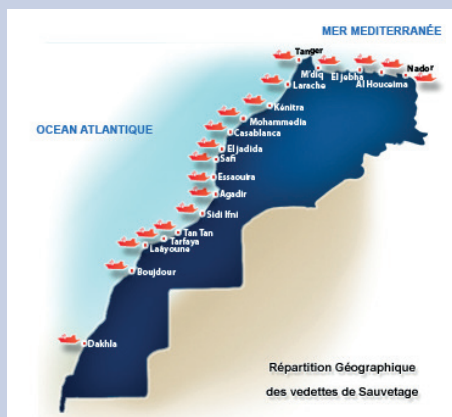 MER MEDITERRANÉE
Tanger
M'diq
El jebha
Al Houceima
Nador
Larache
Kénitra
OCEAN ATLANTIQUE
Mohammedia
Casablanca
El jadida
Safi
Essaouira
Agadir
Sidi Ifni
Tan Tan
Tarfaya
Laâyoune
Boujdour
Dakhla
Répartition Géographique
des vedettes de Sauvetage